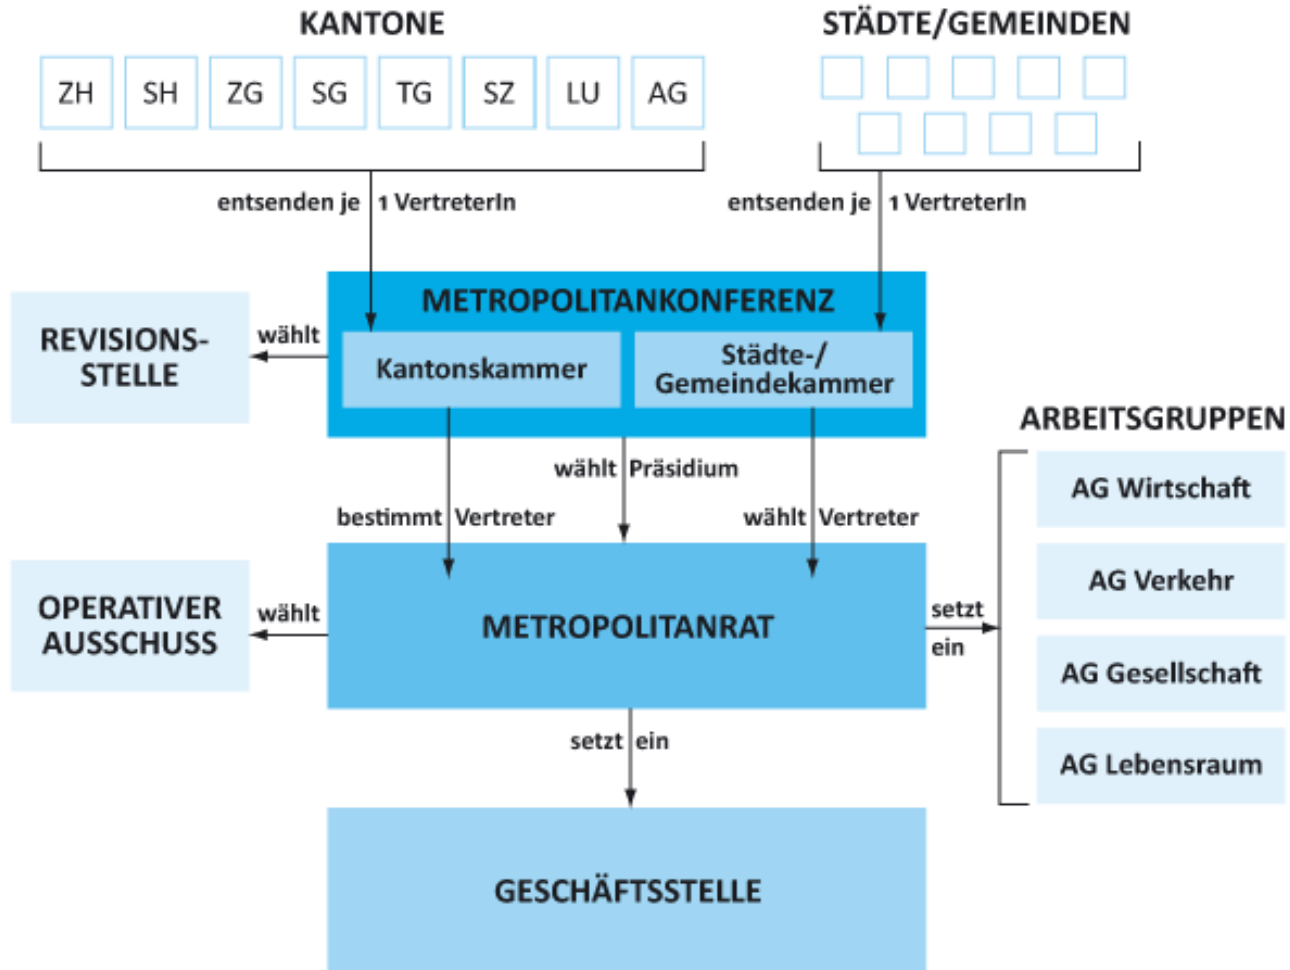 KANTONE
STÄDTE/GEMEINDEN
ZH SH ZG SG TG SZ LU AG
entsenden je 1 VertreterIn
entsenden je 1 VertreterIn
METROPOLITANKONFERENZ
REVISIONS-
STELLE
wählt
Kantonskammer
Städte-/
Gemeindekammer
wählt Präsidium
bestimmt Vertreter
wählt Vertreter
ARBEITSGRUPPEN
AG Wirtschaft
AG Verkehr
AG Gesellschaft
AG Lebensraum
OPERATIVER
AUSSCHUSS
wählt
METROPOLITANRAT
setzt
ein
setzt ein
GESCHÄFTSSTELLE